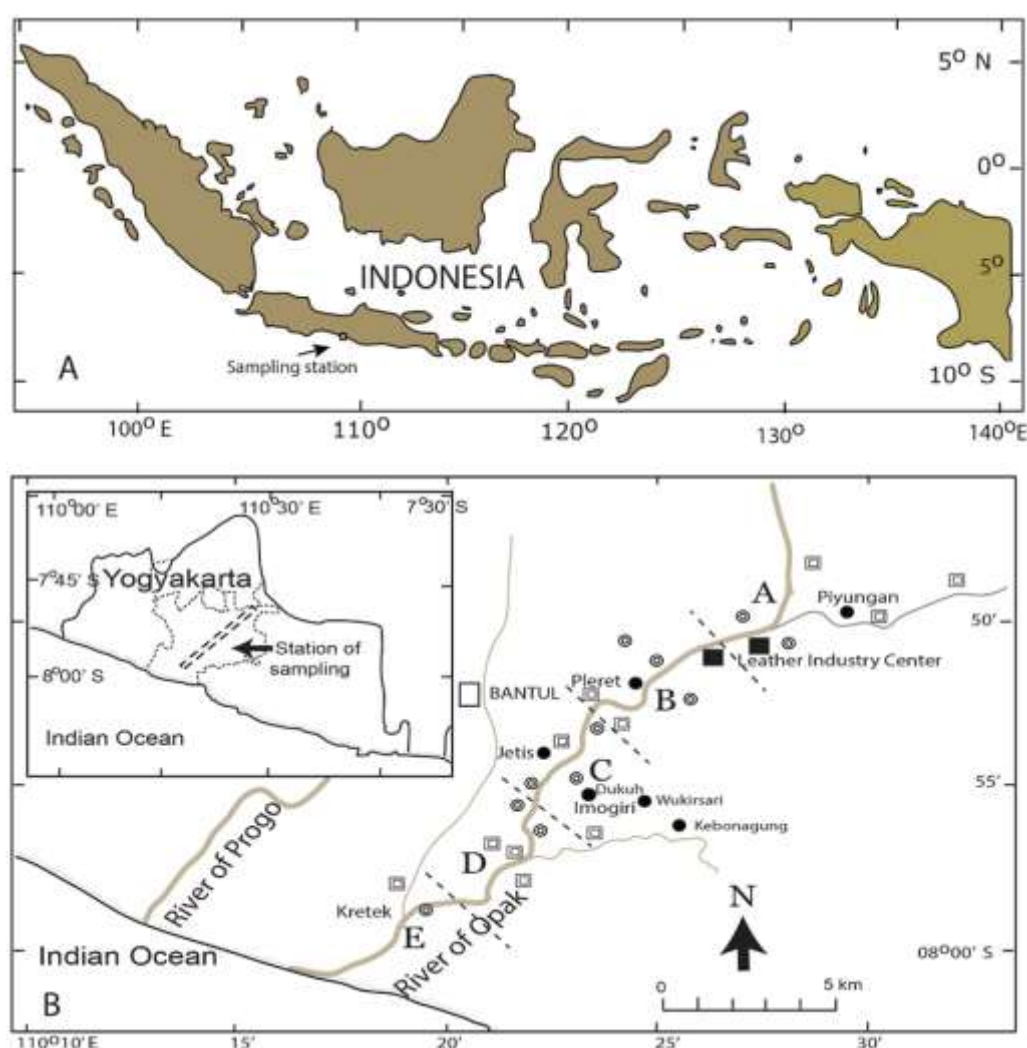 5° N
0°
5°
10° S
INDONESIA
Sampling station
A
100° E
110°
120°
130°
140°E
110°00' E
110°30' E
7°30' S
7°45' S
Yogyakarta
Station of
sampling
8°00' S
Indian Ocean
A
Piyungan
50'
Leather Industry Center
Pleret
B
BANTUL
Jetis
C
Dukuh
Imogiri
Wukirsari
55'
Kebonagung
D
River of Progo
N
Kretek
E
River of Opak
Indian Ocean
08°00' S
B
0
5 km
110°10' E
15'
20'
25'
30'